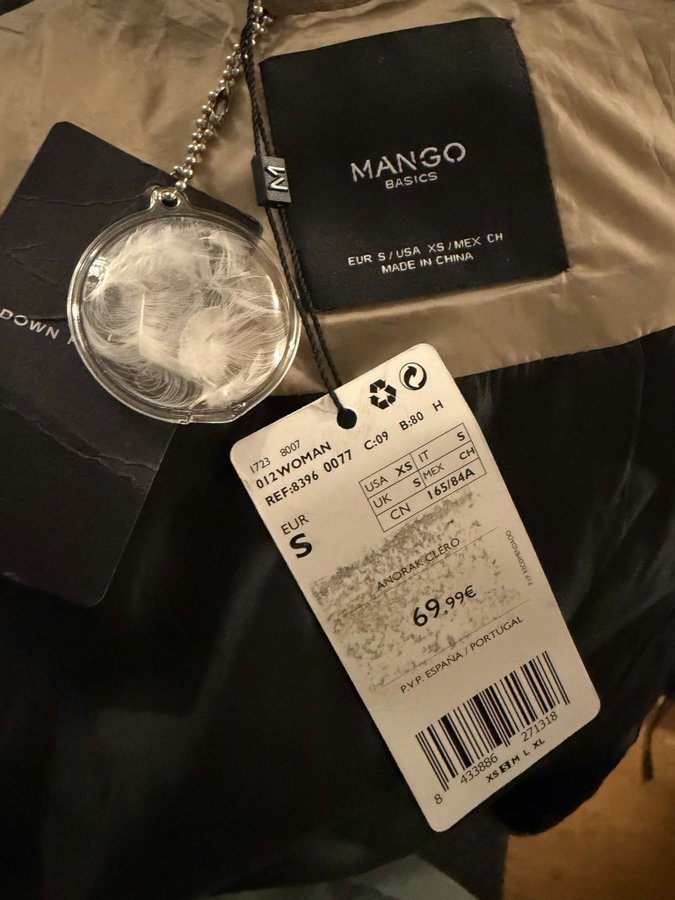 MANGO
BASICS
EUR S / USA XS / MEX CH
MADE IN CHINA
M
DOWN
1723 8007
012WOMAN
REF:8396 0077 C:09 B:80 H
USA XS IT S
UK S MEX CH
CN 165/84A
EUR
S
ANORAK CLERO
69.99€
PVP RECOMENDADO
P.V.P. ESPAÑA / PORTUGAL
8 433886 271318
XS S M L XL